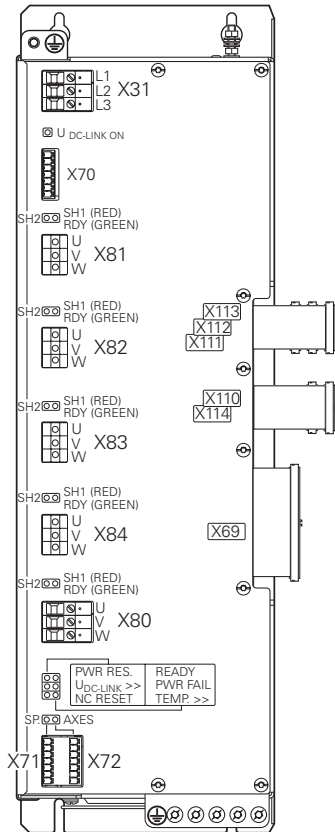 L1
L2 X31
L3
U DC-LINK ON
X70
SH2 SH1 (RED)
RDY (GREEN)
U
V X81
W
SH2 SH1 (RED)
RDY (GREEN)
U
V X82
W
X113
X112
X111
SH2 SH1 (RED)
RDY (GREEN)
U
V X83
W
X110
X114
SH2 SH1 (RED)
RDY (GREEN)
U
V X84
W
X69
SH2 SH1 (RED)
RDY (GREEN)
U
V X80
W
PWR RES. READY
UDC-LINK >> PWR FAIL
NC RESET TEMP. >>
SP. AXES
X71 X72